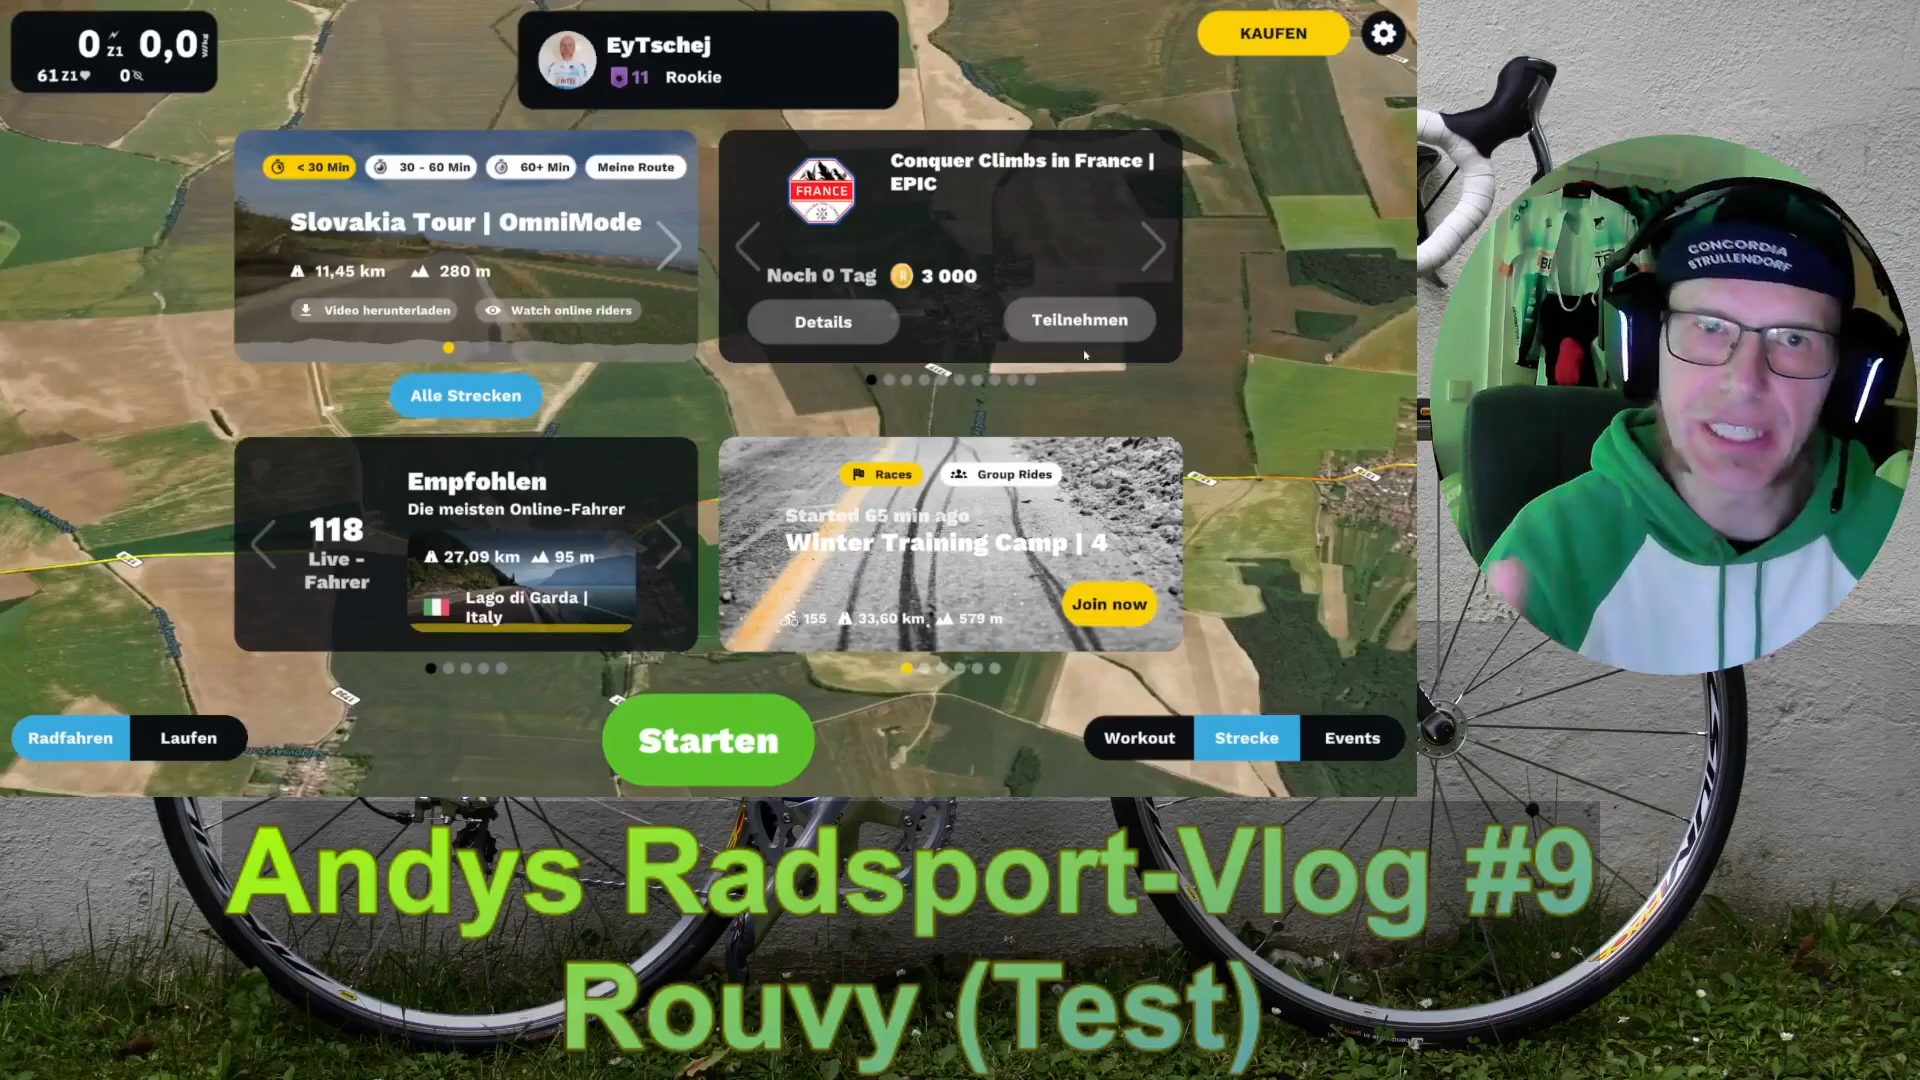 0 Z1 0,0 W/kg
61 Z1 0
EyTschej
11 Rookie
KAUFEN
< 30 Min
30 - 60 Min
60+ Min
Meine Route
Slovakia Tour | OmniMode
11,45 km
280 m
Video herunterladen
Watch online riders
Alle Strecken
FRANCE
Conquer Climbs in France |
EPIC
Noch 0 Tag
3 000
Details
Teilnehmen
CONCORDIA
STRULLENDORF
Empfohlen
Die meisten Online-Fahrer
118
Live -
Fahrer
27,09 km
95 m
Lago di Garda |
Italy
Races
Group Rides
Started 65 min ago
Winter Training Camp | 4
155
33,60 km
579 m
Join now
Radfahren
Laufen
Starten
Workout
Strecke
Events
Andys Radsport-Vlog #9
Rouvy (Test)